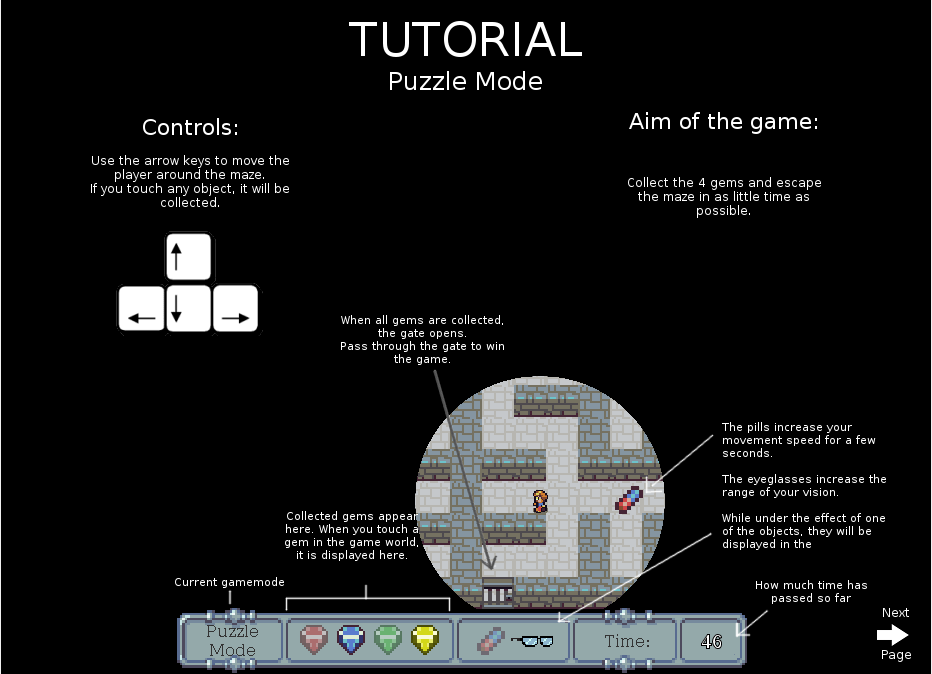 TUTORIAL
Puzzle Mode
Controls:
Use the arrow keys to move the
player around the maze.
If you touch any object, it will be
collected.
Aim of the game:
Collect the 4 gems and escape
the maze in as little time as
possible.
When all gems are collected,
the gate opens.
Pass through the gate to win
the game.
The pills increase your
movement speed for a few
seconds.
The eyeglasses increase the
range of your vision.
While under the effect of one
of the objects, they will be
displayed in the
Collected gems appear
here. When you touch a
gem in the game world,
it is displayed here.
Current gamemode
How much time has
passed so far
Next
Page
Puzzle
Mode
Time:
46